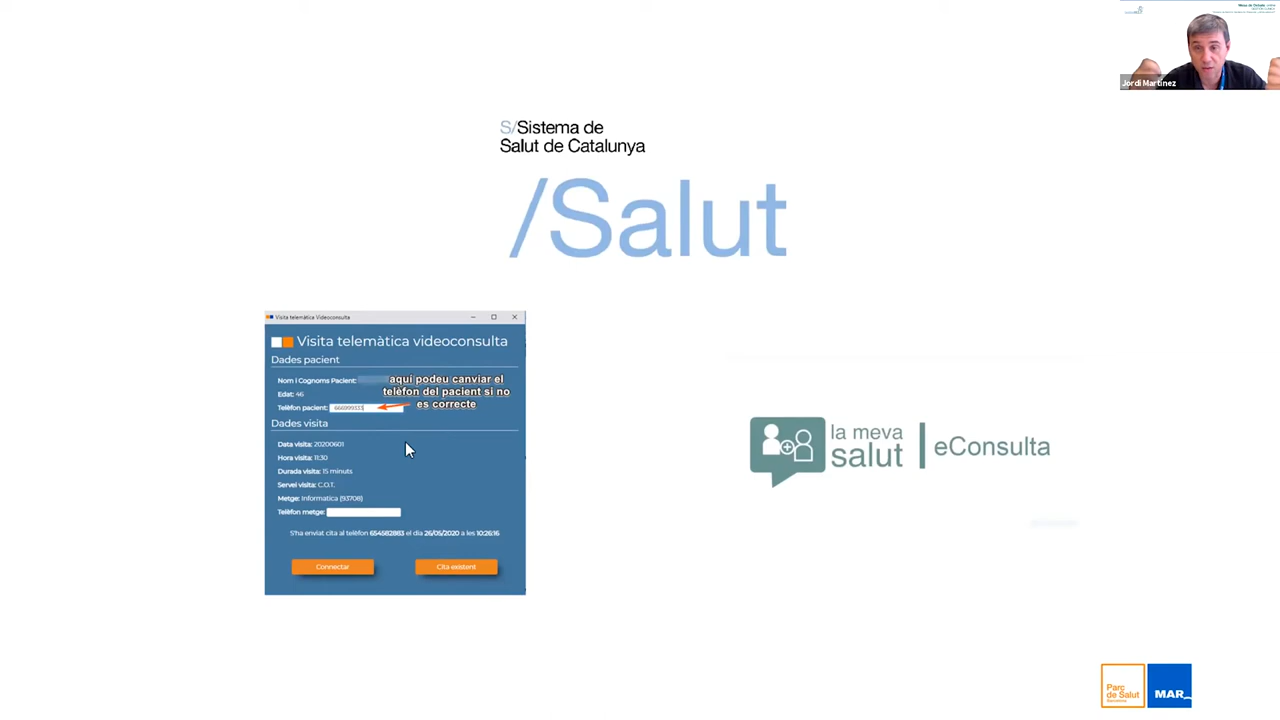 Jordi Martínez
S/Sistema de
Salut de Catalunya
/Salut
Visita telemàtica Videoconsulta
Visita telemàtica videoconsulta
Dades pacient
Nom i Cognoms Pacient:
aquí podeu canviar el
telèfon del pacient si no
es correcte
Edat: 46
Telèfon pacient: 666999333
Dades visita
Data visita: 20200601
Hora visita: 11:30
Durada visita: 15 minuts
Servei visita: C.O.T.
Metge: Informatica (93708)
Telèfon metge:
S'ha enviat cita al telèfon 654582883 el dia 26/05/2020 a les 10:26:16
Connectar
Cita existent
la meva
salut
eConsulta
Parc
de Salut
Barcelona
MAR